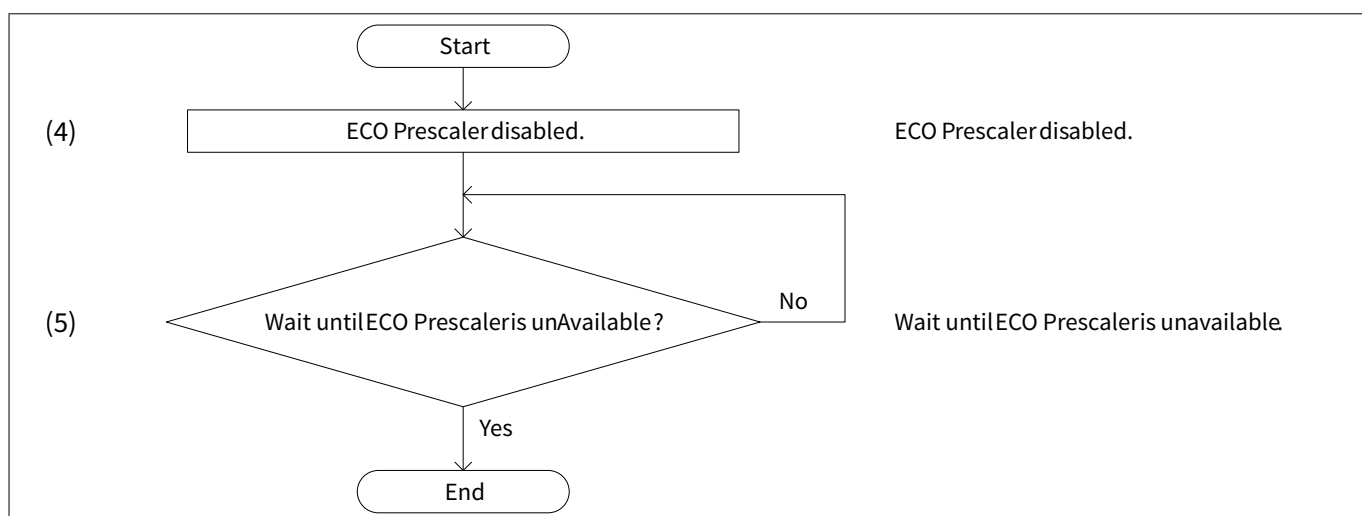 Start
(4)
ECO Prescaler disabled.
ECO Prescaler disabled.
No
(5)
Wait until ECO Prescaler is unAvailable?
Wait until ECO Prescaler is unavailable.
Yes
End